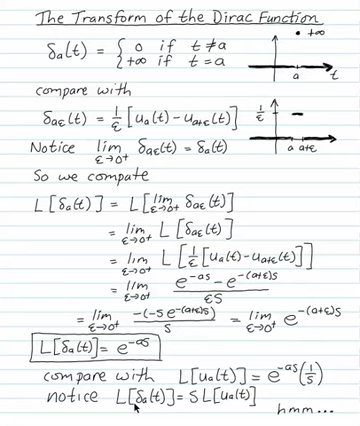 The Transform of the Dirac Function
δₐ(t) = { 0 if t ≠ a
+∞ if t = a
+∞
a t
compare with
δₐε(t) = 1/ε [uₐ(t) - uₐ₊ε(t)]
1/ε
a a+ε
Notice lim ε→0⁺ δₐε(t) = δₐ(t)
So we compute
L[δₐ(t)] = L[lim ε→0⁺ δₐε(t)]
= lim ε→0⁺ L[δₐε(t)]
= lim ε→0⁺ L[1/ε [uₐ(t) - uₐ₊ε(t)]]
= lim ε→0⁺ (e^{-as} - e^{-(a+ε)s})/(εs)
= lim ε→0⁺ -(-s e^{-(a+ε)s})/s = lim ε→0⁺ e^{-(a+ε)s}
L[δₐ(t)] = e^{-as}
compare with L[uₐ(t)] = e^{-as}(1/s)
notice L[δₐ(t)] = s L[uₐ(t)]
hmm...